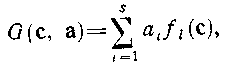 G(c, a)=∑_{i=1}^{s} a_i f_i(c),